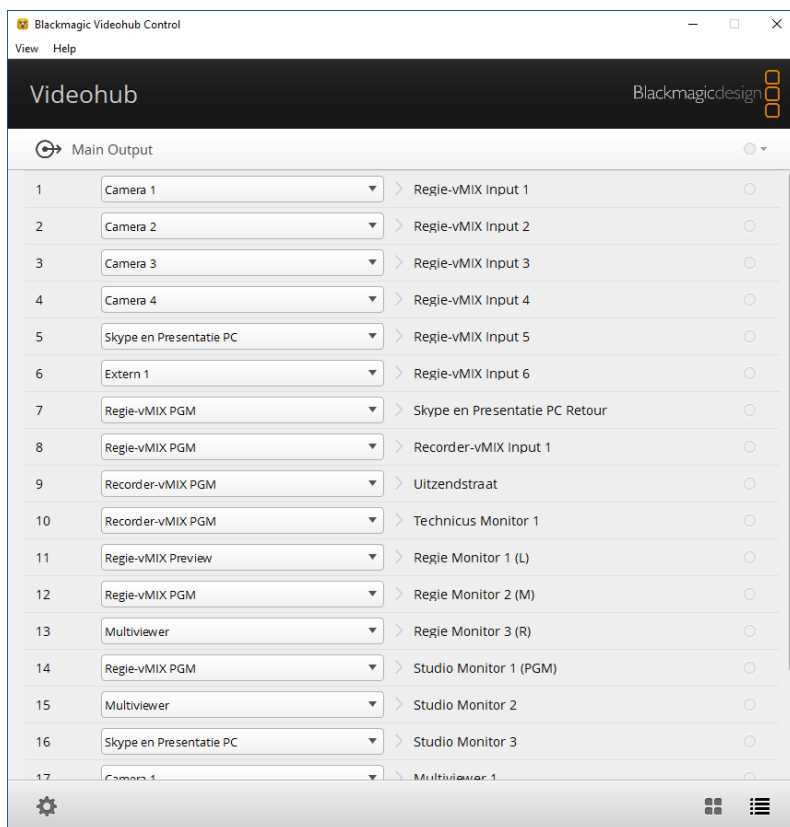 Blackmagic Videohub Control
View Help
Videohub Blackmagicdesign
Main Output
1 Camera 1 Regie-vMIX Input 1
2 Camera 2 Regie-vMIX Input 2
3 Camera 3 Regie-vMIX Input 3
4 Camera 4 Regie-vMIX Input 4
5 Skype en Presentatie PC Regie-vMIX Input 5
6 Extern 1 Regie-vMIX Input 6
7 Regie-vMIX PGM Skype en Presentatie PC Retour
8 Regie-vMIX PGM Recorder-vMIX Input 1
9 Recorder-vMIX PGM Uitzendstraat
10 Recorder-vMIX PGM Technicus Monitor 1
11 Regie-vMIX Preview Regie Monitor 1 (L)
12 Regie-vMIX PGM Regie Monitor 2 (M)
13 Multiviewer Regie Monitor 3 (R)
14 Regie-vMIX PGM Studio Monitor 1 (PGM)
15 Multiviewer Studio Monitor 2
16 Skype en Presentatie PC Studio Monitor 3
17 Camera 1 Multiviewer 1